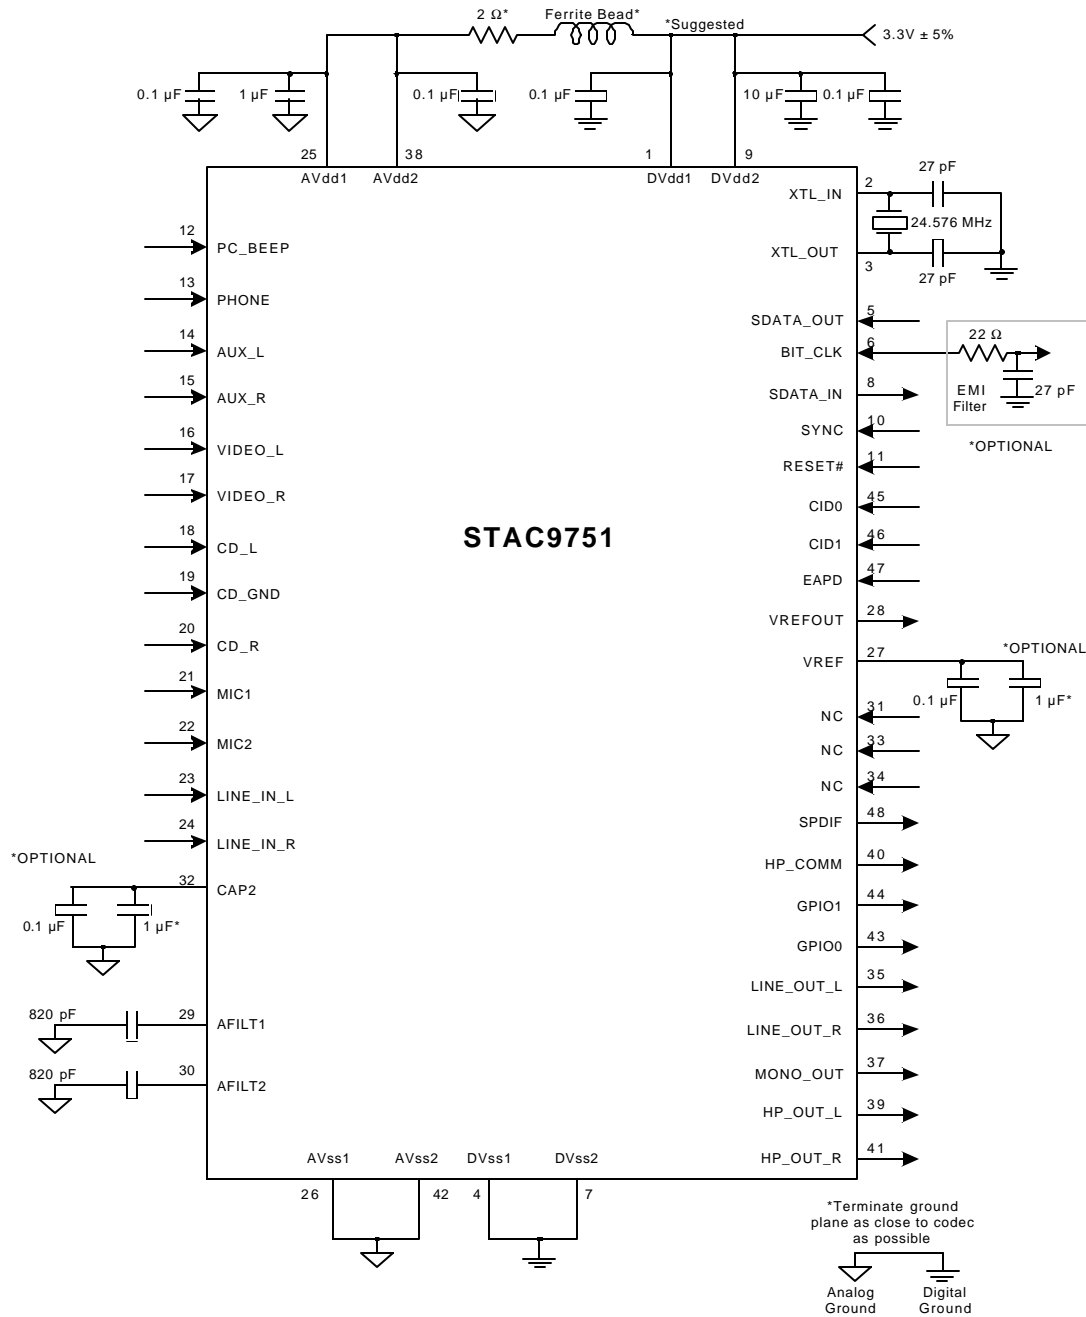 2 Ω*
Ferrite Bead*
*Suggested
3.3V ± 5%
0.1 µF
1 µF
0.1 µF
0.1 µF
10 µF
0.1 µF
25
38
1
9
AVdd1
AVdd2
DVdd1
DVdd2
27 pF
2
XTL_IN
24.576 MHz
XTL_OUT
3
27 pF
12
PC_BEEP
13
PHONE
14
AUX_L
15
AUX_R
16
VIDEO_L
17
VIDEO_R
18
CD_L
19
CD_GND
20
CD_R
21
MIC1
22
MIC2
23
LINE_IN_L
24
LINE_IN_R
*OPTIONAL
32
CAP2
0.1 µF
1 µF*
820 pF
29
AFILT1
820 pF
30
AFILT2
STAC9751
5
SDATA_OUT
6
BIT_CLK
22 Ω
EMI
Filter
27 pF
*OPTIONAL
8
SDATA_IN
10
SYNC
11
RESET#
45
CID0
46
CID1
47
EAPD
28
VREFOUT
27
VREF
*OPTIONAL
0.1 µF
1 µF*
31
NC
33
NC
34
NC
48
SPDIF
40
HP_COMM
44
GPIO1
43
GPIO0
35
LINE_OUT_L
36
LINE_OUT_R
37
MONO_OUT
39
HP_OUT_L
41
HP_OUT_R
AVss1
AVss2
DVss1
DVss2
26
42
4
7
*Terminate ground
plane as close to codec
as possible
Analog
Ground
Digital
Ground